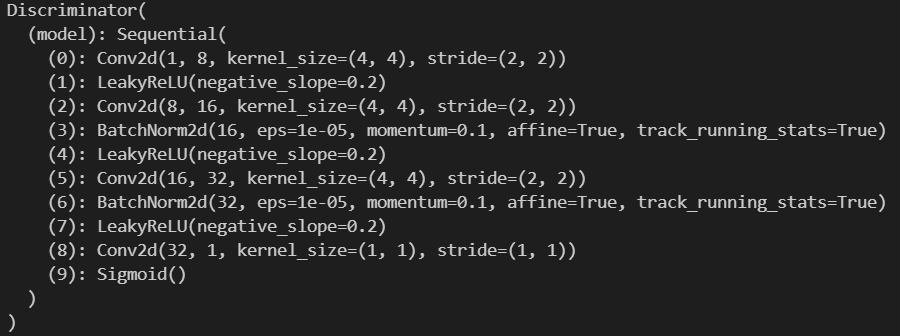 Discriminator(
  (model): Sequential(
    (0): Conv2d(1, 8, kernel_size=(4, 4), stride=(2, 2))
    (1): LeakyReLU(negative_slope=0.2)
    (2): Conv2d(8, 16, kernel_size=(4, 4), stride=(2, 2))
    (3): BatchNorm2d(16, eps=1e-05, momentum=0.1, affine=True, track_running_stats=True)
    (4): LeakyReLU(negative_slope=0.2)
    (5): Conv2d(16, 32, kernel_size=(4, 4), stride=(2, 2))
    (6): BatchNorm2d(32, eps=1e-05, momentum=0.1, affine=True, track_running_stats=True)
    (7): LeakyReLU(negative_slope=0.2)
    (8): Conv2d(32, 1, kernel_size=(1, 1), stride=(1, 1))
    (9): Sigmoid()
  )
)